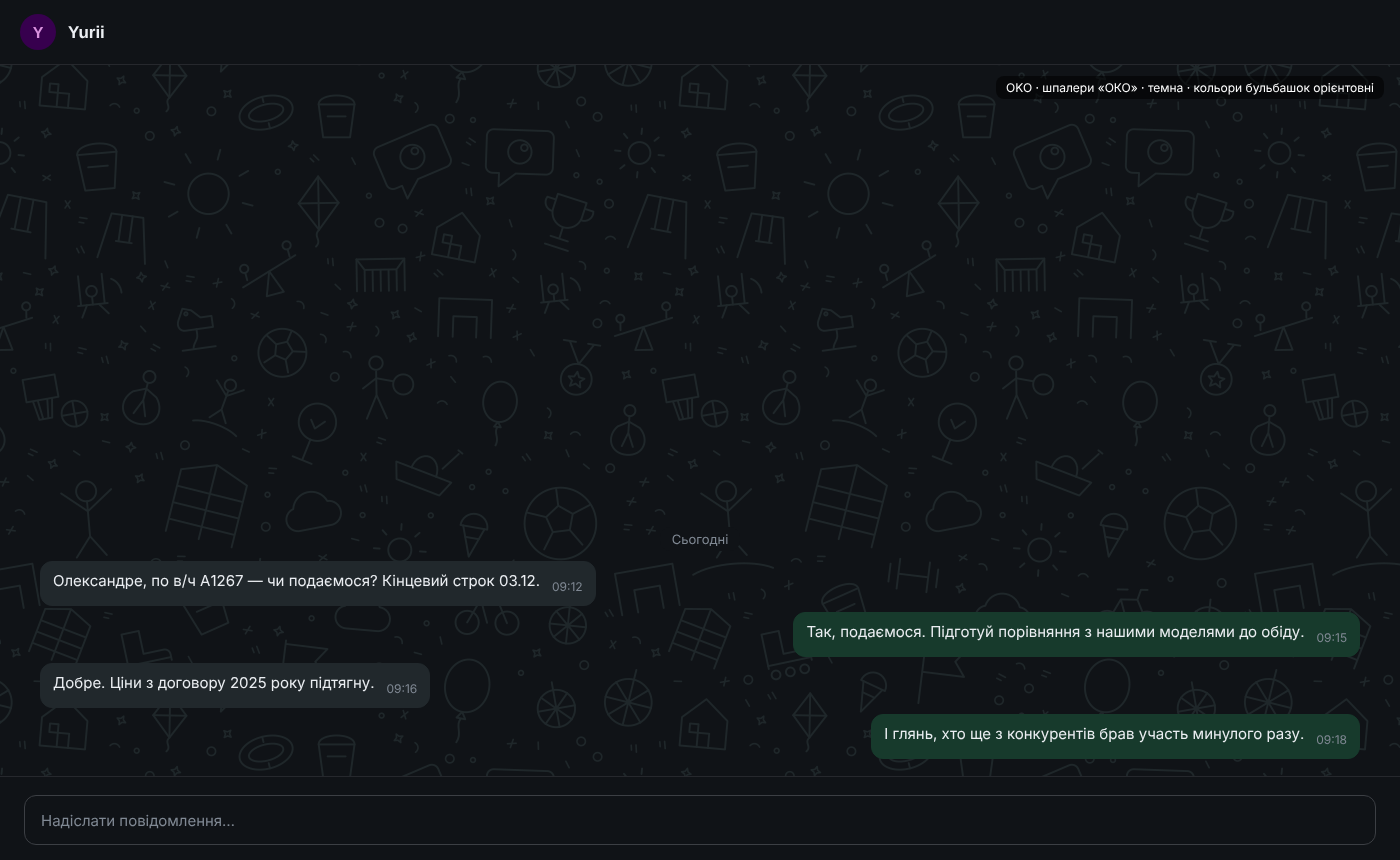 Y
Yurii
ОКО · шпалери «ОКО» · темна · кольори бульбашок орієнтовні
Сьогодні
Олександре, по в/ч А1267 — чи подаємося? Кінцевий строк 03.12. 09:12
Так, подаємося. Підготуй порівняння з нашими моделями до обіду. 09:15
Добре. Ціни з договору 2025 року підтягну. 09:16
І глянь, хто ще з конкурентів брав участь минулого разу. 09:18
Надіслати повідомлення...